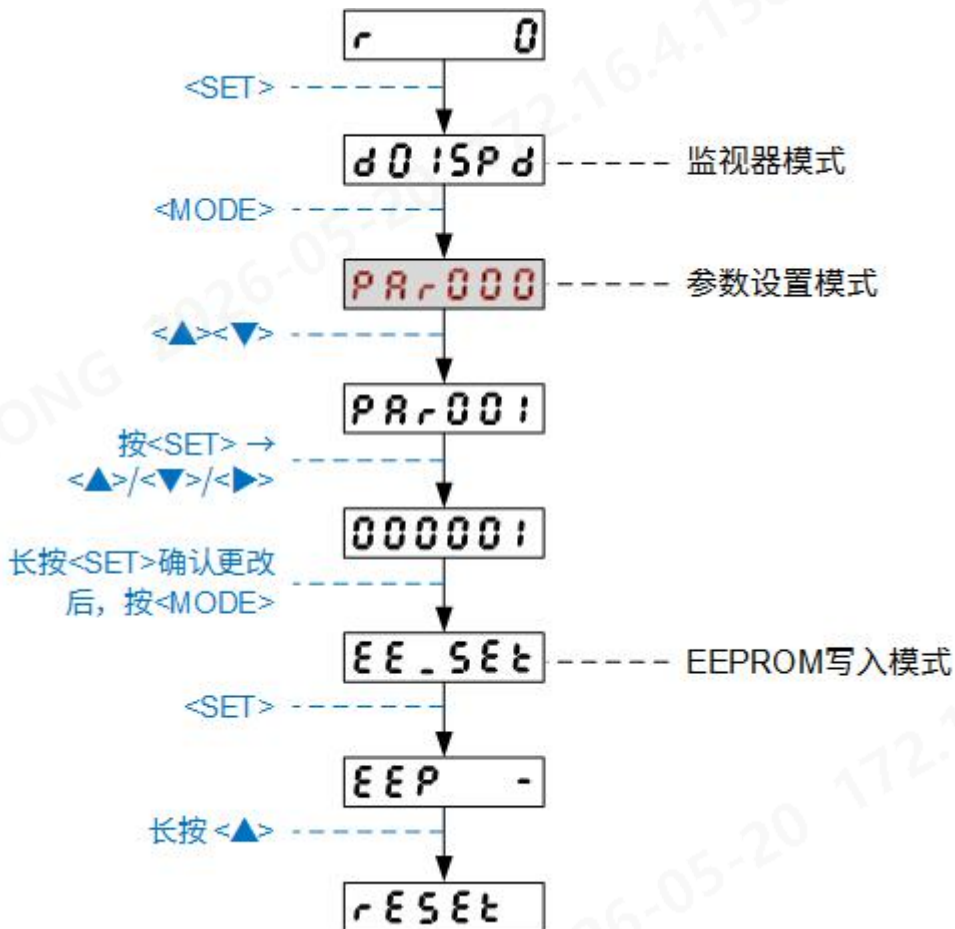 r 0
<SET>
d01SPd
监视器模式
<MODE>
PAr000
参数设置模式
<▲><▼>
PAr001
按<SET> →
<▲>/<▼>/<▶>
000001
长按<SET>确认更改
后，按<MODE>
EE_SEt
EEPROM写入模式
<SET>
EEP -
长按 <▲>
rESEt